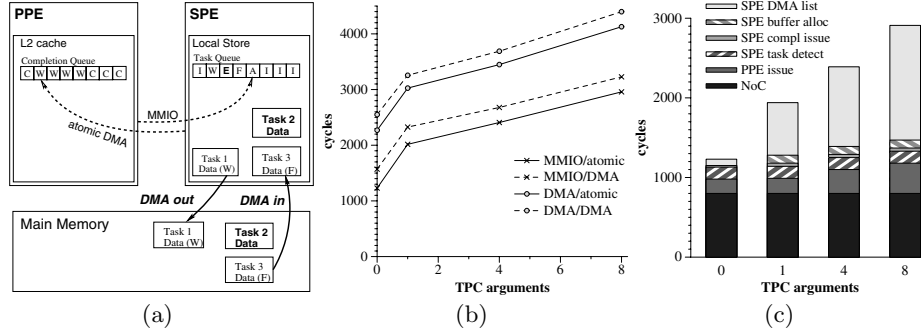 PPE
L2 cache
Completion Queue
C W W W W C C C
SPE
Local Store
Task Queue
I W E F A I I I
MMIO
atomic DMA
Task 2
Data
Task 1
Data (W)
Task 3
Data (F)
DMA out
DMA in
Main Memory
Task 1
Data (W)
Task 2
Data
Task 3
Data (F)
(a)
cycles
4000
3000
2000
1000
0
MMIO/atomic
MMIO/DMA
DMA/atomic
DMA/DMA
0 2 4 6 8
TPC arguments
(b)
SPE DMA list
SPE buffer alloc
SPE compl issue
SPE task detect
PPE issue
NoC
cycles
3000
2000
1000
0
0 1 4 8
TPC arguments
(c)